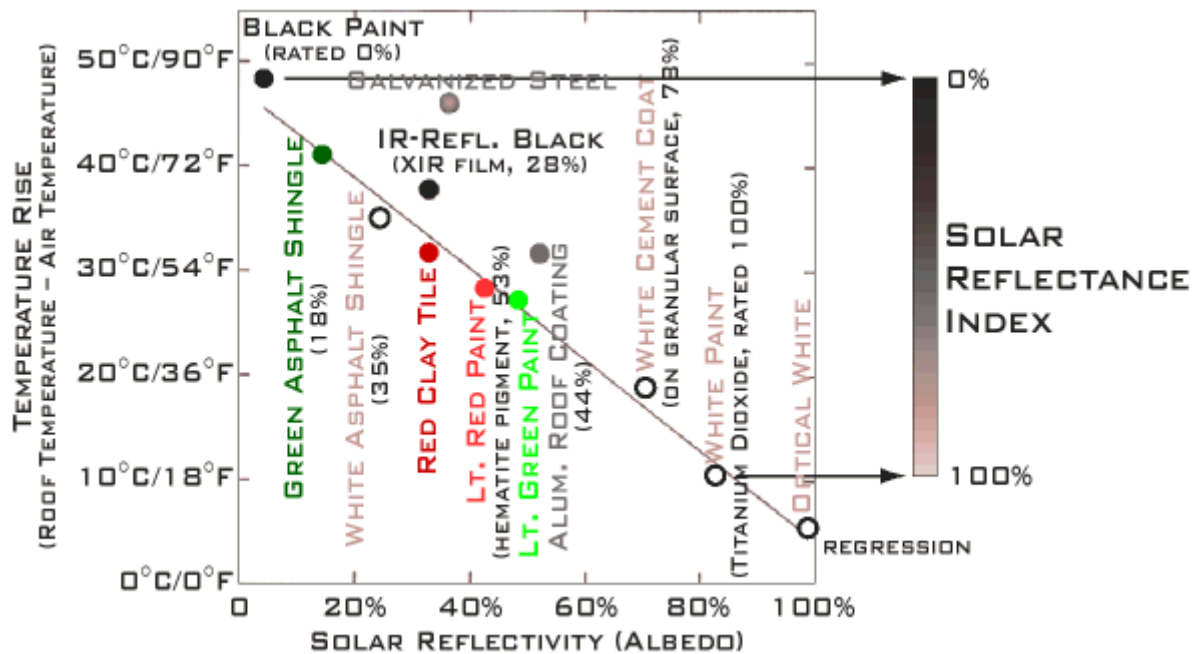 Black Paint
(rated 0%)
50°C/90°F
Galvanized Steel
0%
IR-Refl. Black
(XIR film, 28%)
40°C/72°F
30°C/54°F
20°C/36°F
10°C/18°F
0°C/0°F
Temperature Rise
(Roof Temperature – Air Temperature)
Green Asphalt Shingle
(18%)
White Asphalt Shingle
(35%)
Red Clay Tile
Lt. Red Paint
(hematite pigment, 53%)
Lt. Green Paint
Alum. Roof Coating
(44%)
White Cement Coat
(on granular surface, 73%)
White Paint
(Titanium Dioxide, rated 100%)
Optical White
regression
Solar
Reflectance
Index
100%
0
20%
40%
60%
80%
100%
Solar Reflectivity (Albedo)